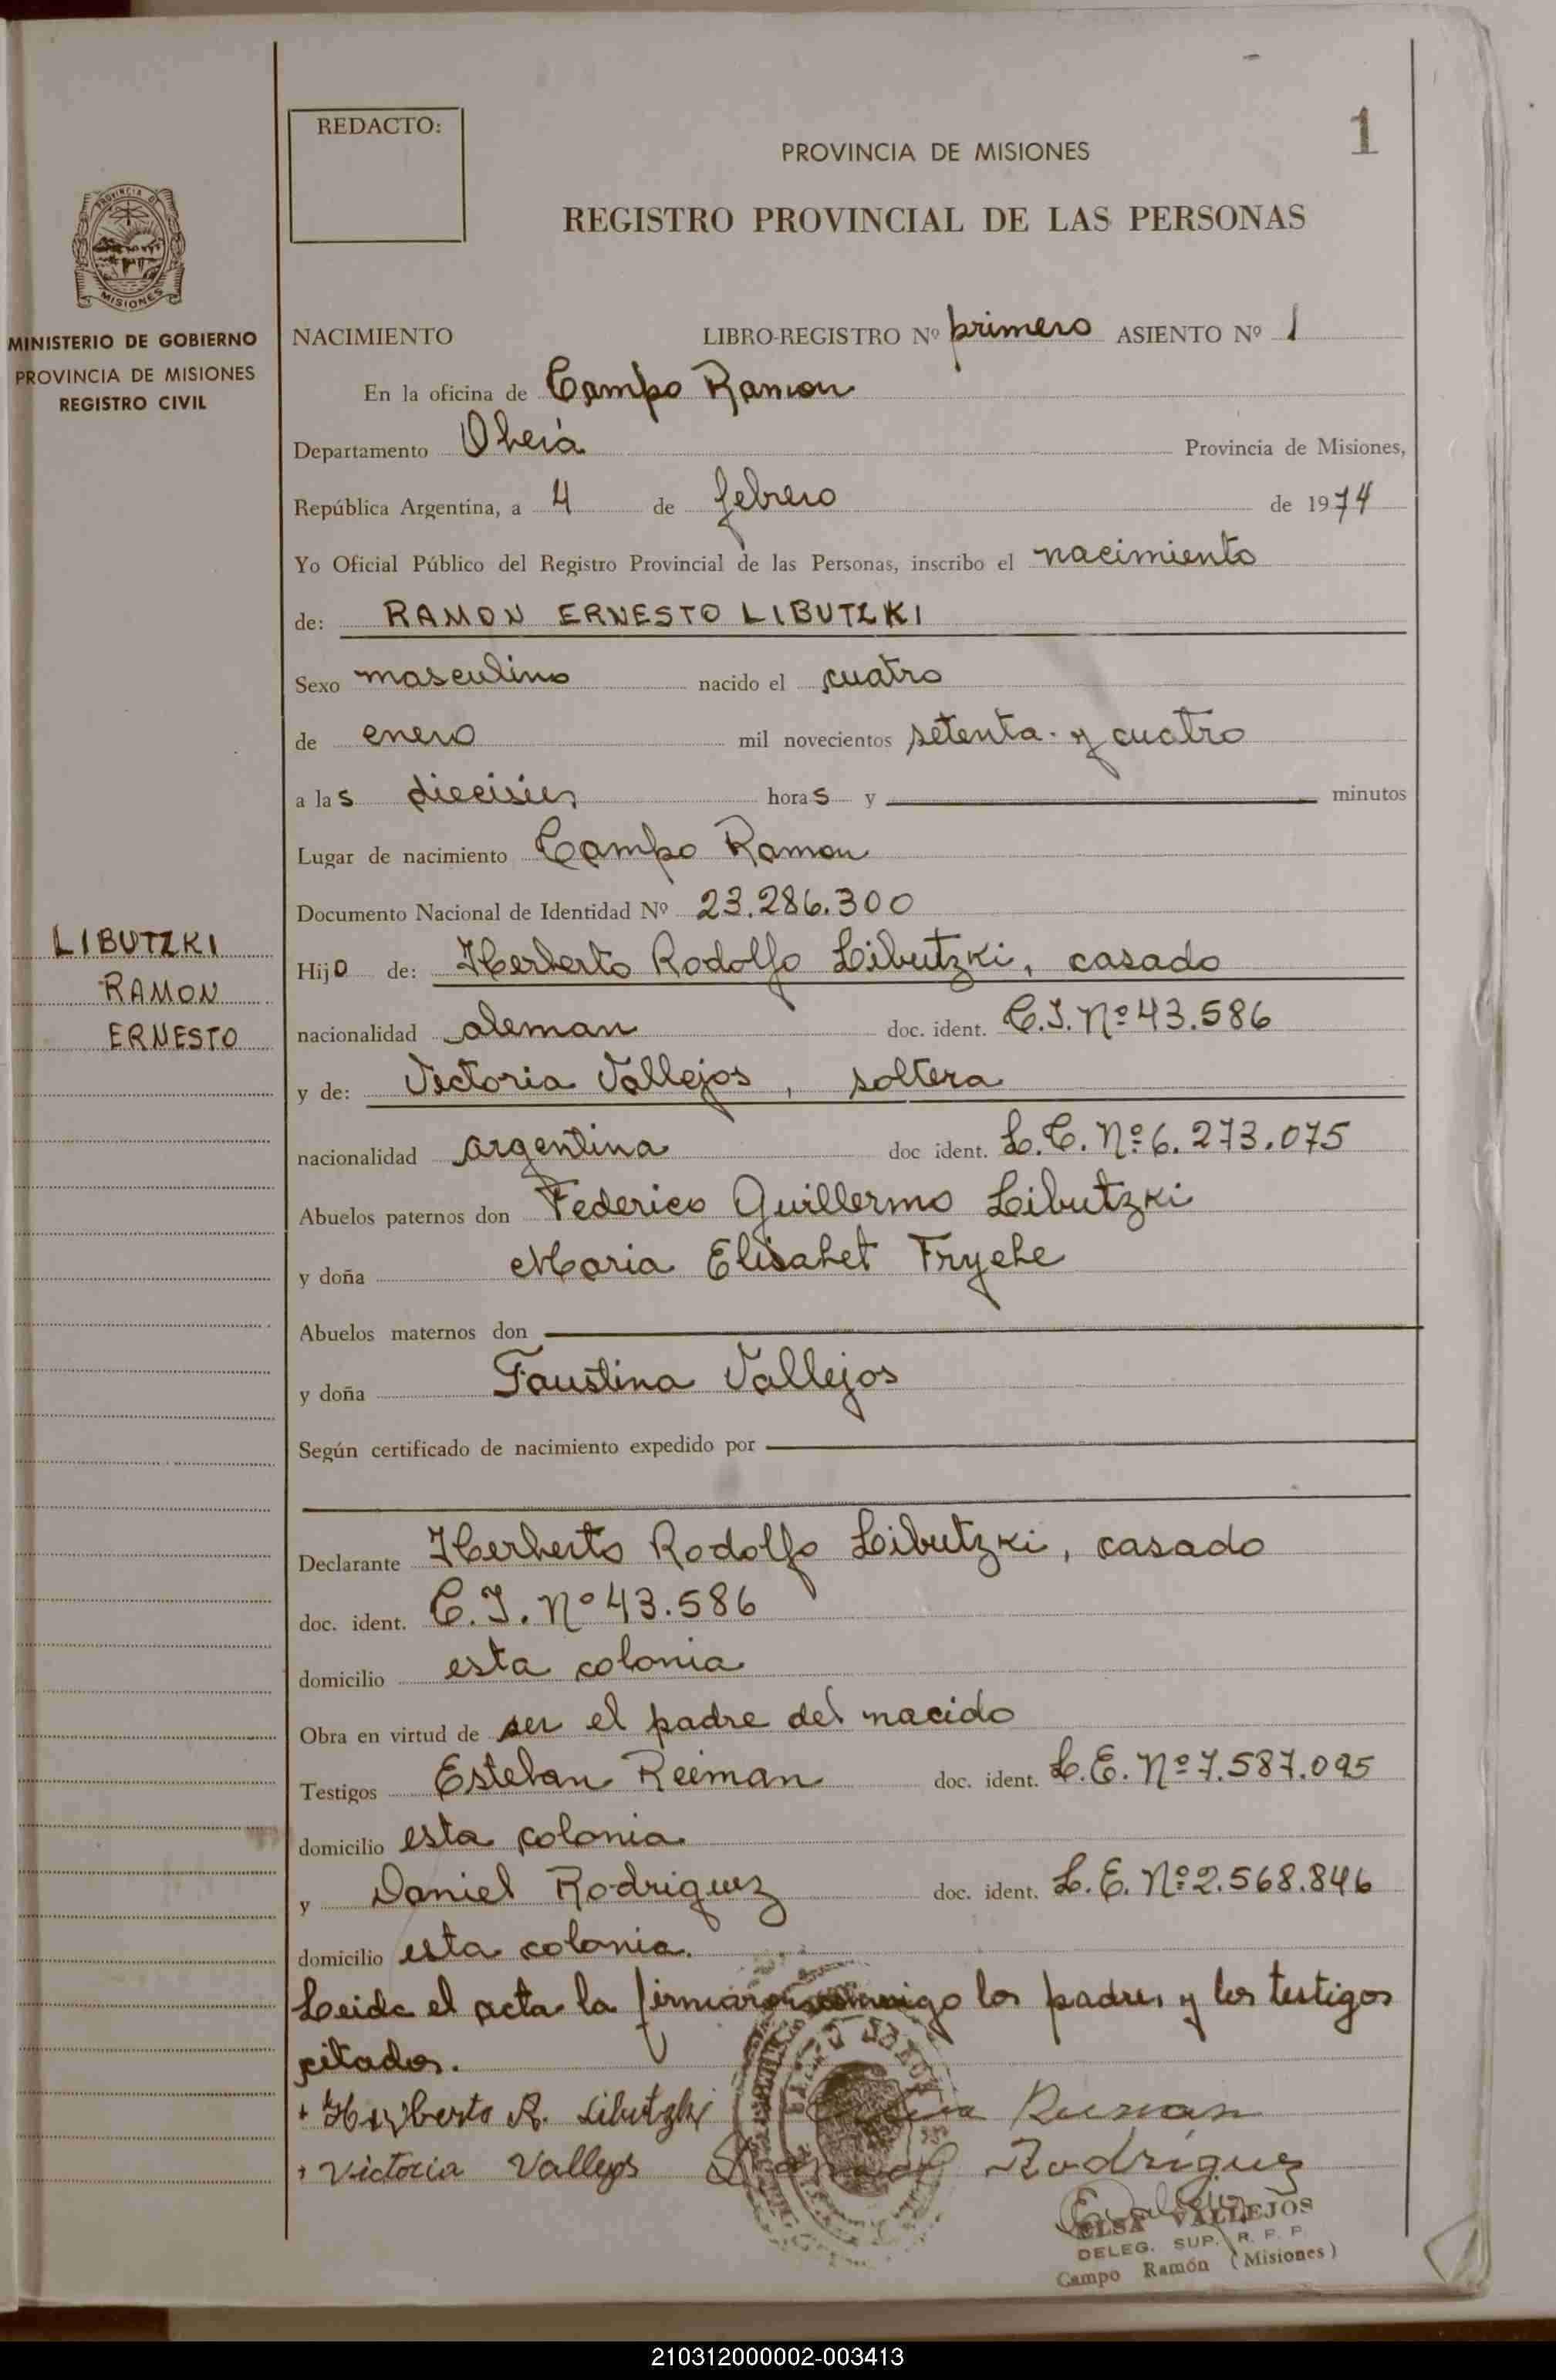 REDACTO:
1
PROVINCIA DE MISIONES
REGISTRO PROVINCIAL DE LAS PERSONAS
PROVINCIA D
MISIONES
MINISTERIO DE GOBIERNO
PROVINCIA DE MISIONES
REGISTRO CIVIL
NACIMIENTO LIBRO-REGISTRO Nº primero ASIENTO Nº 1
En la oficina de Campo Ramon
Departamento Oberá Provincia de Misiones,
República Argentina, a 4 de febrero de 1974
Yo Oficial Público del Registro Provincial de las Personas, inscribo el nacimiento
de: RAMON ERNESTO LIBUTZKI
Sexo masculino nacido el cuatro
de enero mil novecientos setenta y cuatro
a las dieciseis horas y minutos
Lugar de nacimiento Campo Ramon
Documento Nacional de Identidad Nº 23.286.300
LIBUTZKI
RAMON
ERNESTO
Hijo de: Herberto Rodolfo Libutzki, casado
nacionalidad aleman doc. ident. C.I. Nº 43.586
y de: Victoria Vallejos, soltera
nacionalidad argentina doc ident. L.C. Nº 6.273.075
Abuelos paternos don Federico Guillermo Libutzki
y doña Maria Elisabet Fryche
Abuelos maternos don
y doña Faustina Vallejos
Según certificado de nacimiento expedido por
Declarante Herberto Rodolfo Libutzki, casado
doc. ident. C.I. Nº 43.586
domicilio esta colonia
Obra en virtud de ser el padre del nacido
Testigos Esteban Reiman doc. ident. L.E. Nº 7.587.095
domicilio esta colonia
y Daniel Rodriguez doc. ident. L.E. Nº 2.568.846
domicilio esta colonia.
Leida el acta la firmaron conmigo los padres y los testigos
citados.
Herberto R. Libutzki Reiman
Victoria Vallejos Daniel Rodriguez
ELSA VALLEJOS
DELEG. SUP. R. P. P.
Campo Ramón (Misiones)
210312000002-003413